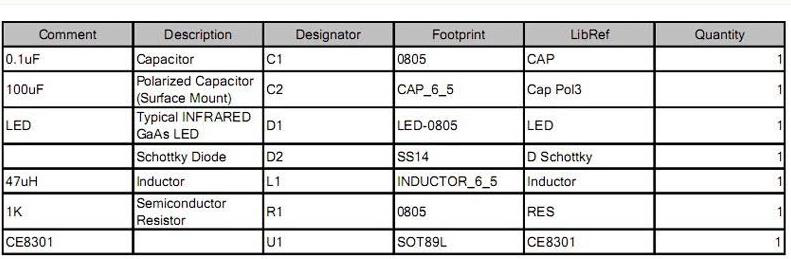 Comment Description Designator Footprint LibRef Quantity
0.1uF Capacitor C1 0805 CAP 1
100uF Polarized Capacitor (Surface Mount) C2 CAP_6_5 Cap Pol3 1
LED Typical INFRARED GaAs LED D1 LED-0805 LED 1
Schottky Diode D2 SS14 D Schottky 1
47uH Inductor L1 INDUCTOR_6_5 Inductor 1
1K Semiconductor Resistor R1 0805 RES 1
CE8301 U1 SOT89L CE8301 1